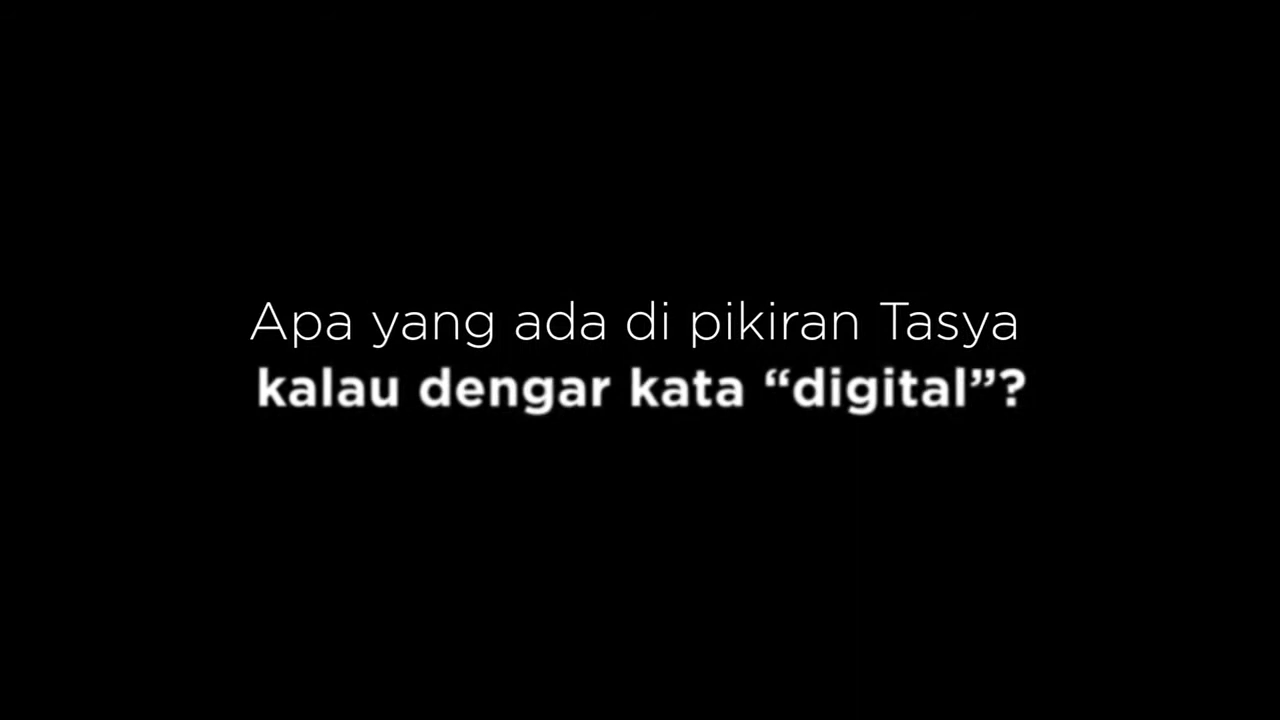 Apa yang ada di pikiran Tasya
kalau dengar kata “digital”?